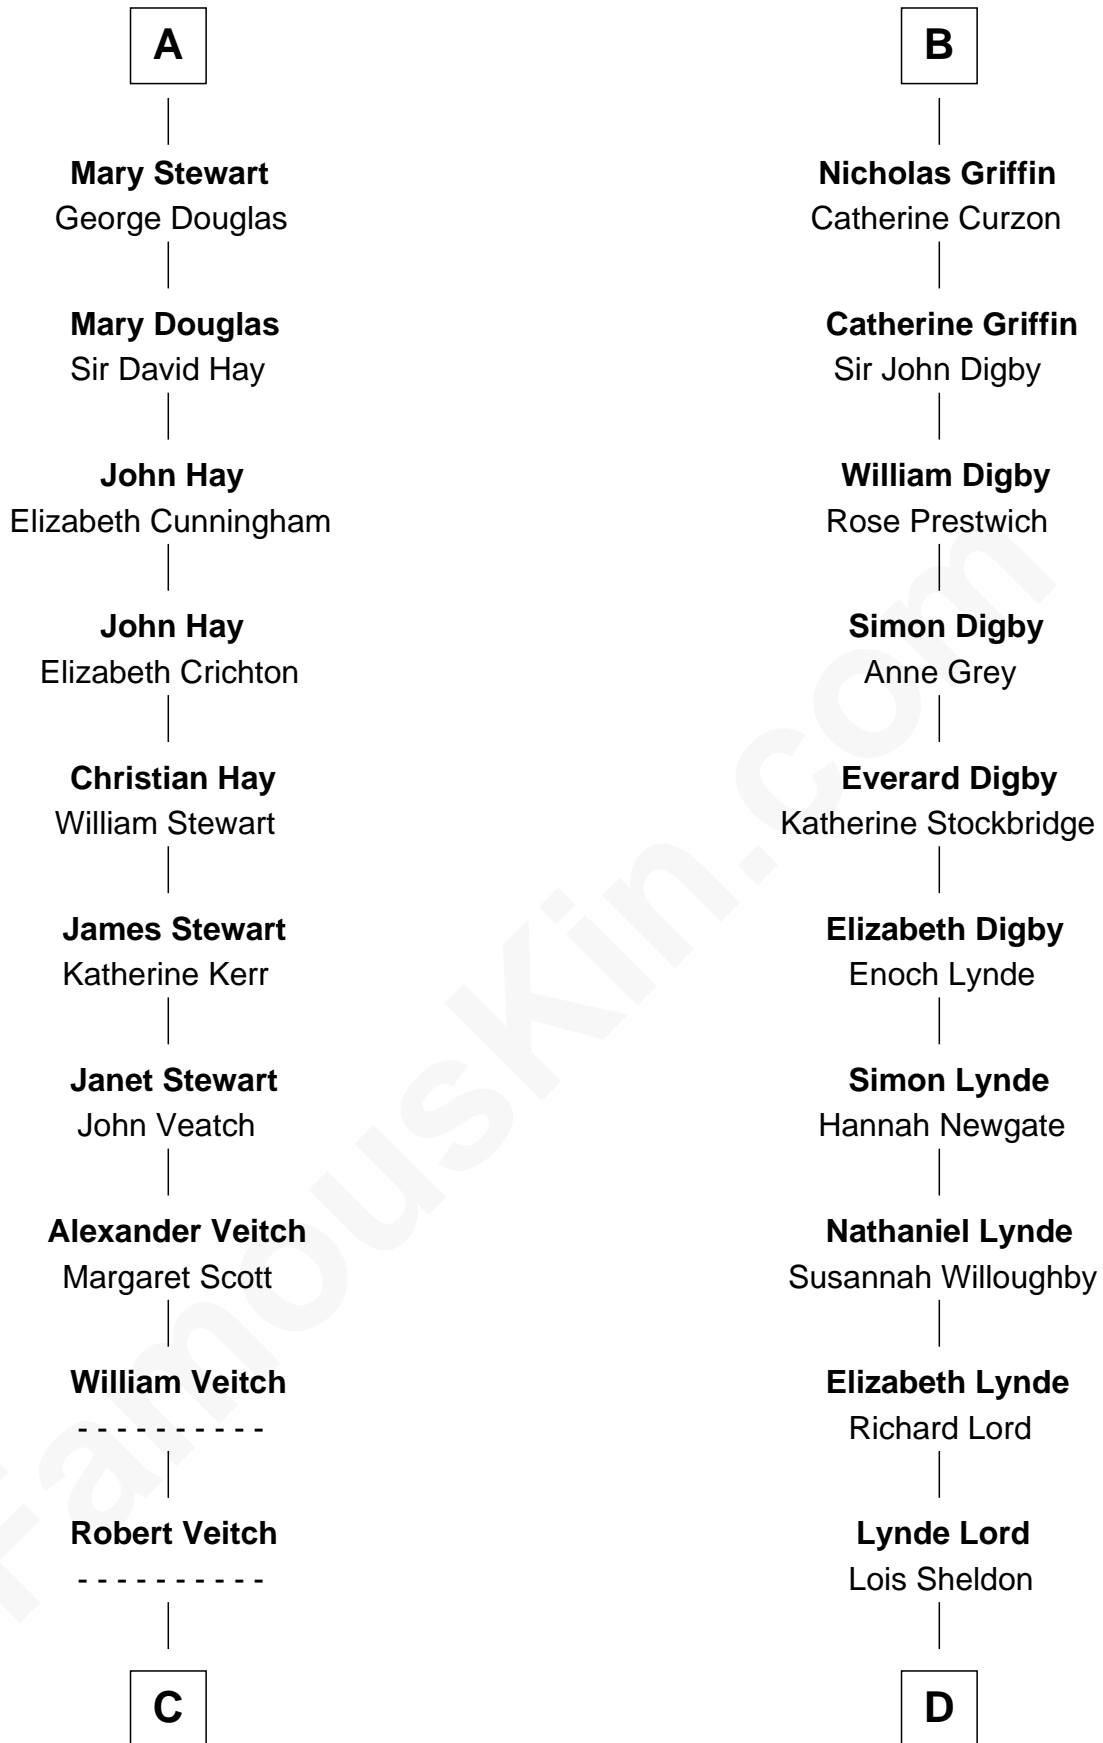 A
Mary Stewart
George Douglas
Mary Douglas
Sir David Hay
John Hay
Elizabeth Cunningham
John Hay
Elizabeth Crichton
Christian Hay
William Stewart
James Stewart
Katherine Kerr
Janet Stewart
John Veatch
Alexander Veitch
Margaret Scott
William Veitch
- - - - - - - - - -
Robert Veitch
- - - - - - - - - -
C
B
Nicholas Griffin
Catherine Curzon
Catherine Griffin
Sir John Digby
William Digby
Rose Prestwich
Simon Digby
Anne Grey
Everard Digby
Katherine Stockbridge
Elizabeth Digby
Enoch Lynde
Simon Lynde
Hannah Newgate
Nathaniel Lynde
Susannah Willoughby
Elizabeth Lynde
Richard Lord
Lynde Lord
Lois Sheldon
D
FamousKin.com